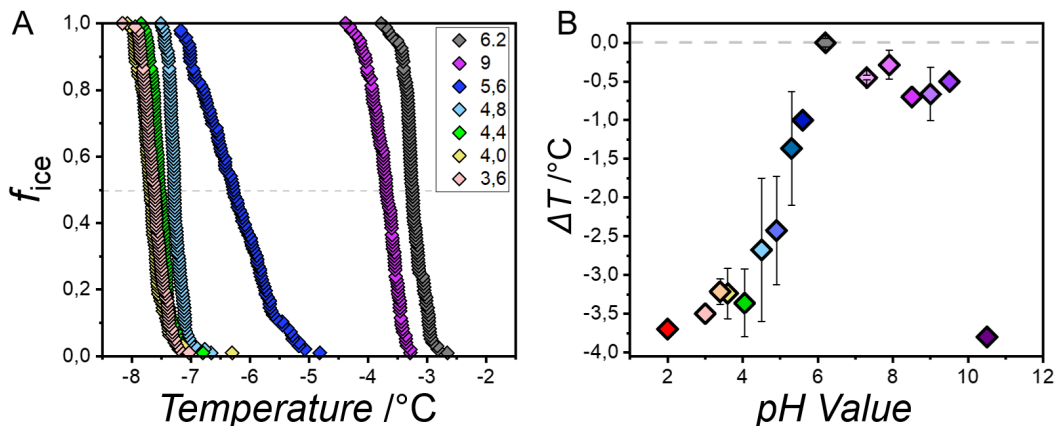 A
1,0
0,8
0,6
0,4
0,2
0,0
f_ice
-8 -7 -6 -5 -4 -3 -2
Temperature /°C
6.2
9
5,6
4,8
4,4
4,0
3,6
B
0,0
-0,5
-1,0
-1,5
-2,0
-2,5
-3,0
-3,5
-4,0
ΔT /°C
2 4 6 8 10 12
pH Value